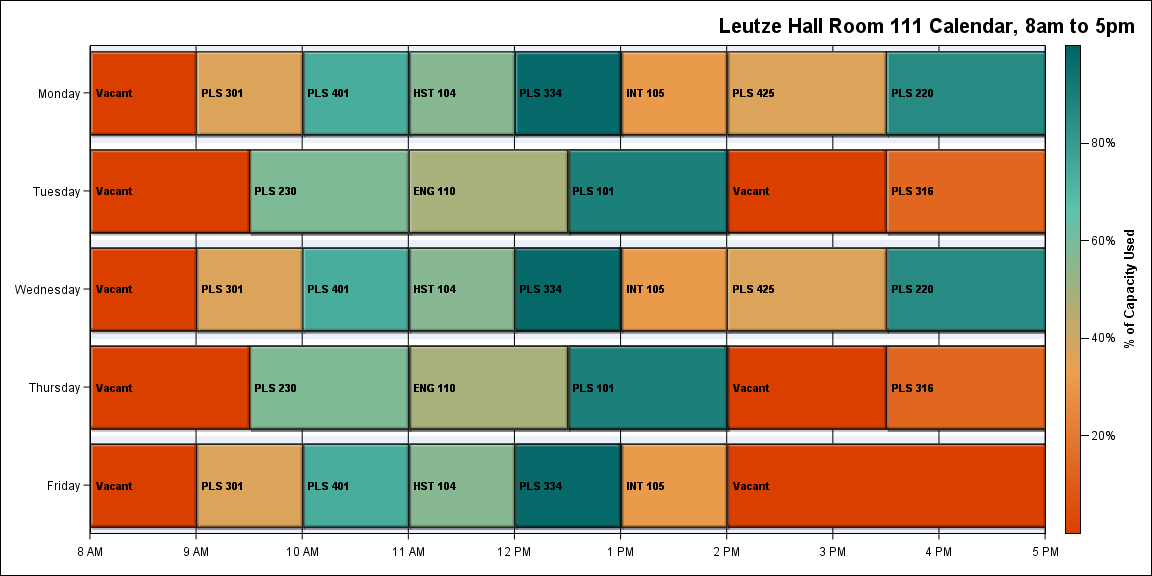 Leutze Hall Room 111 Calendar, 8am to 5pm
Monday
Vacant
PLS 301
PLS 401
HST 104
PLS 334
INT 105
PLS 425
PLS 220
Tuesday
Vacant
PLS 230
ENG 110
PLS 101
Vacant
PLS 316
Wednesday
Vacant
PLS 301
PLS 401
HST 104
PLS 334
INT 105
PLS 425
PLS 220
Thursday
Vacant
PLS 230
ENG 110
PLS 101
Vacant
PLS 316
Friday
Vacant
PLS 301
PLS 401
HST 104
PLS 334
INT 105
Vacant
8 AM
9 AM
10 AM
11 AM
12 PM
1 PM
2 PM
3 PM
4 PM
5 PM
80%
60%
40%
20%
% of Capacity Used